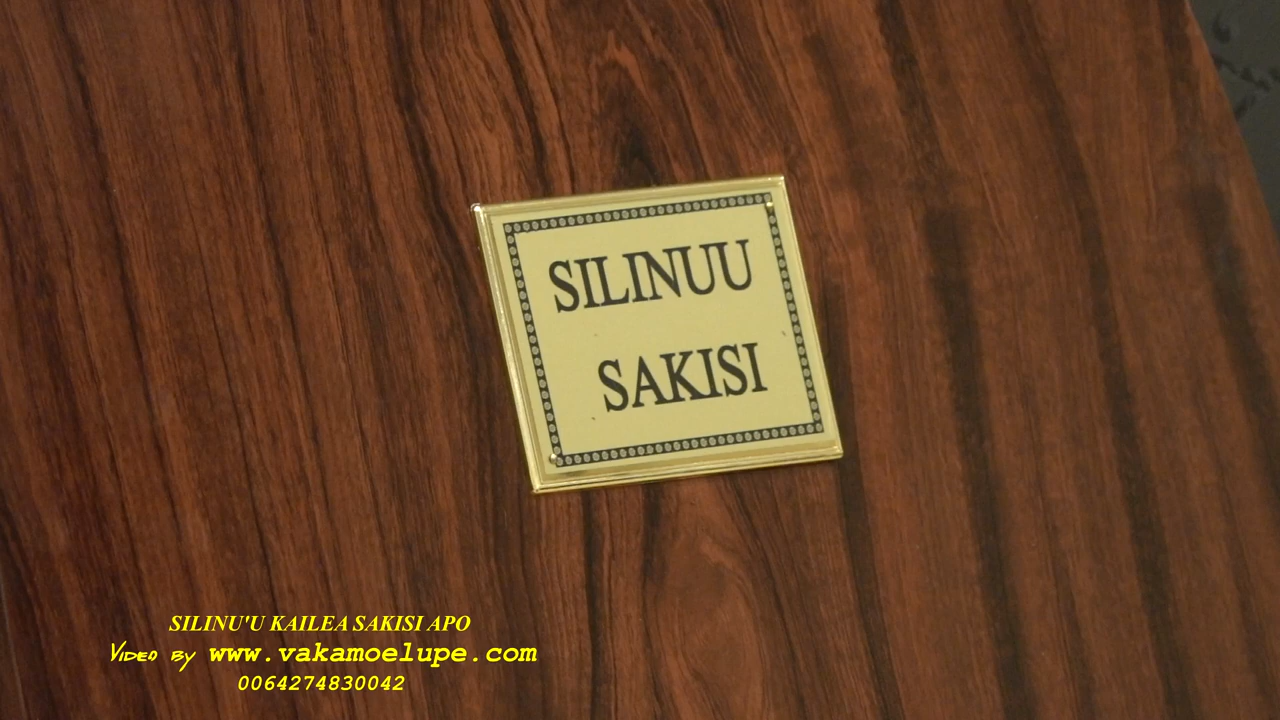 SILINUU
SAKISI
SILINU'U KAILEA SAKISI APO
VIDEO BY www.vakamoelupe.com
0064274830042